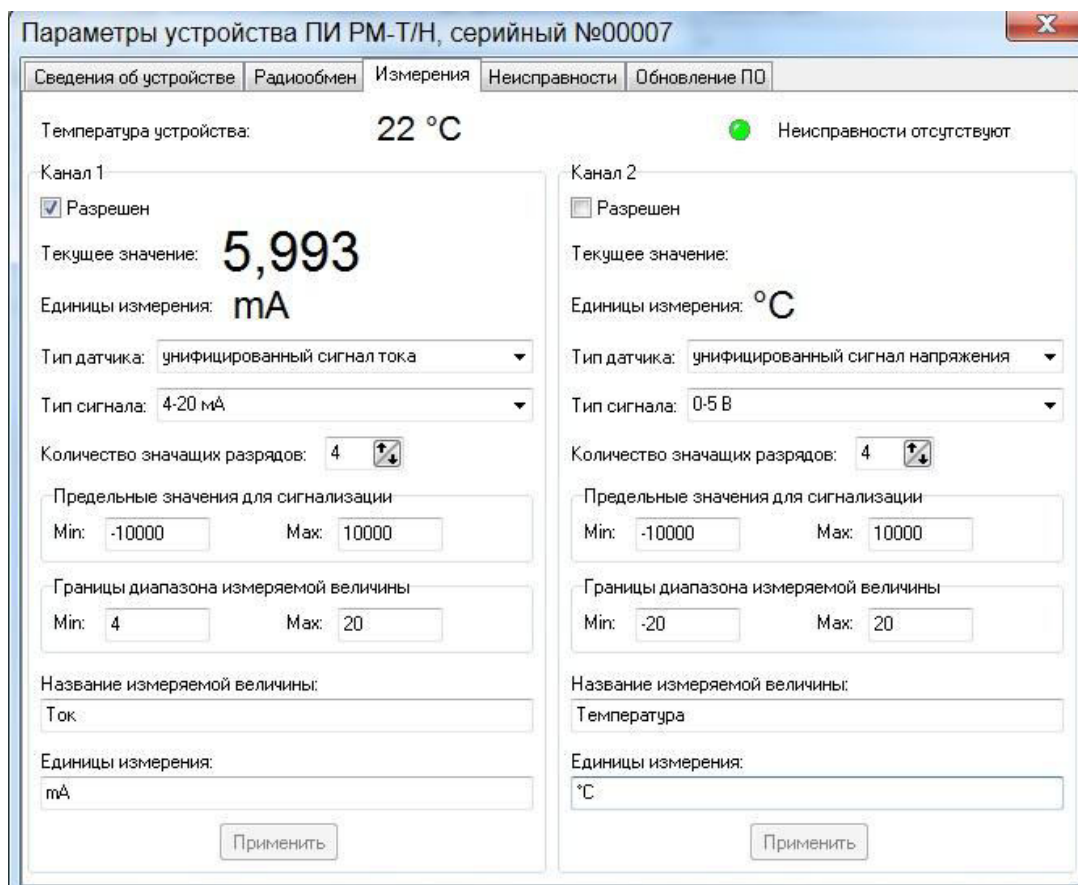 Параметры устройства ПИ РМ-Т/Н, серийный №00007
Сведения об устройстве Радиообмен Измерения Неисправности Обновление ПО
Температура устройства: 22 °C Неисправности отсутствуют
Канал 1
Разрешен
Текущее значение: 5,993
Единицы измерения: mA
Тип датчика: унифицированный сигнал тока
Тип сигнала: 4-20 мА
Количество значащих разрядов: 4
Предельные значения для сигнализации
Min: -10000 Max: 10000
Границы диапазона измеряемой величины
Min: 4 Max: 20
Название измеряемой величины:
Ток
Единицы измерения:
mA
Применить
Канал 2
Разрешен
Текущее значение:
Единицы измерения: °C
Тип датчика: унифицированный сигнал напряжения
Тип сигнала: 0-5 В
Количество значащих разрядов: 4
Предельные значения для сигнализации
Min: -10000 Max: 10000
Границы диапазона измеряемой величины
Min: -20 Max: 20
Название измеряемой величины:
Температура
Единицы измерения:
°C
Применить